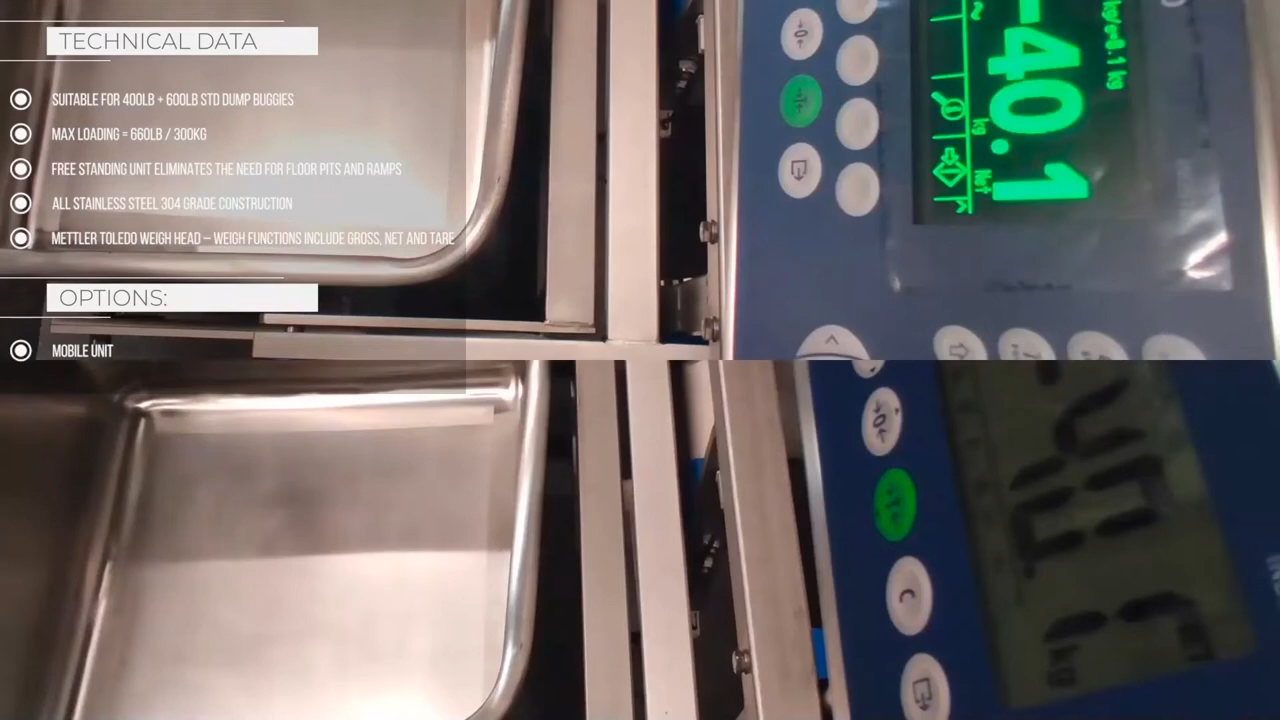 TECHNICAL DATA
SUITABLE FOR 400LB + 600LB STD DUMP BUGGIES
MAX LOADING = 660LB / 300KG
FREE STANDING UNIT ELIMINATES THE NEED FOR FLOOR PITS AND RAMPS
ALL STAINLESS STEEL 304 GRADE CONSTRUCTION
METTLER TOLEDO WEIGH HEAD – WEIGH FUNCTIONS INCLUDE GROSS, NET AND TARE
OPTIONS:
MOBILE UNIT
-40.1
kg
Net
C
kg